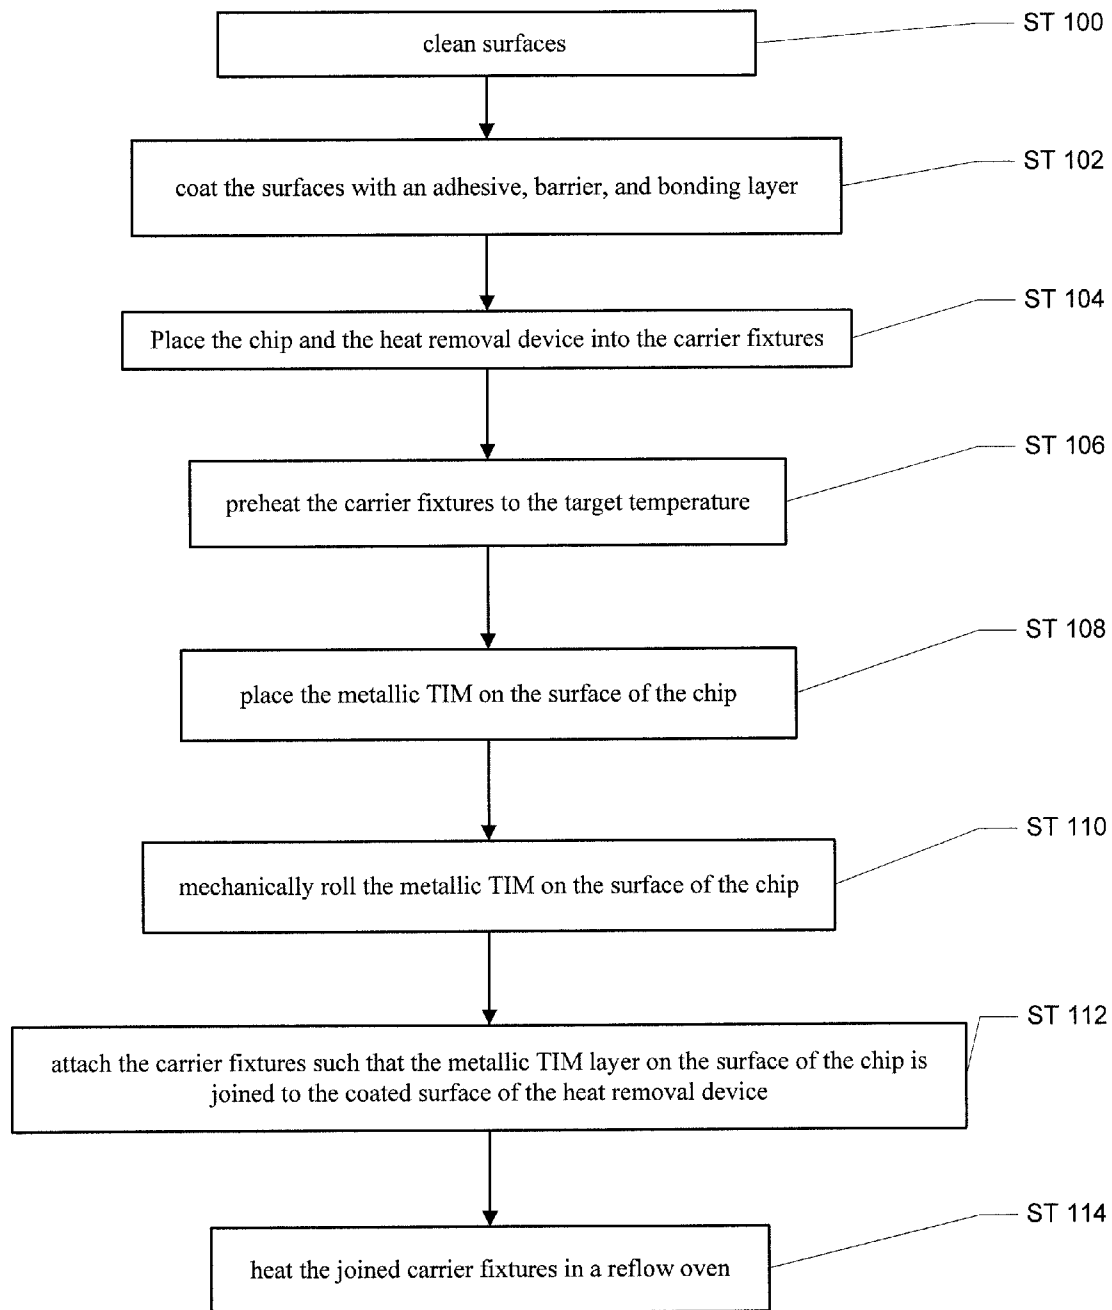 clean surfaces
ST 100
coat the surfaces with an adhesive, barrier, and bonding layer
ST 102
Place the chip and the heat removal device into the carrier fixtures
ST 104
preheat the carrier fixtures to the target temperature
ST 106
place the metallic TIM on the surface of the chip
ST 108
mechanically roll the metallic TIM on the surface of the chip
ST 110
attach the carrier fixtures such that the metallic TIM layer on the surface of the chip is
joined to the coated surface of the heat removal device
ST 112
heat the joined carrier fixtures in a reflow oven
ST 114